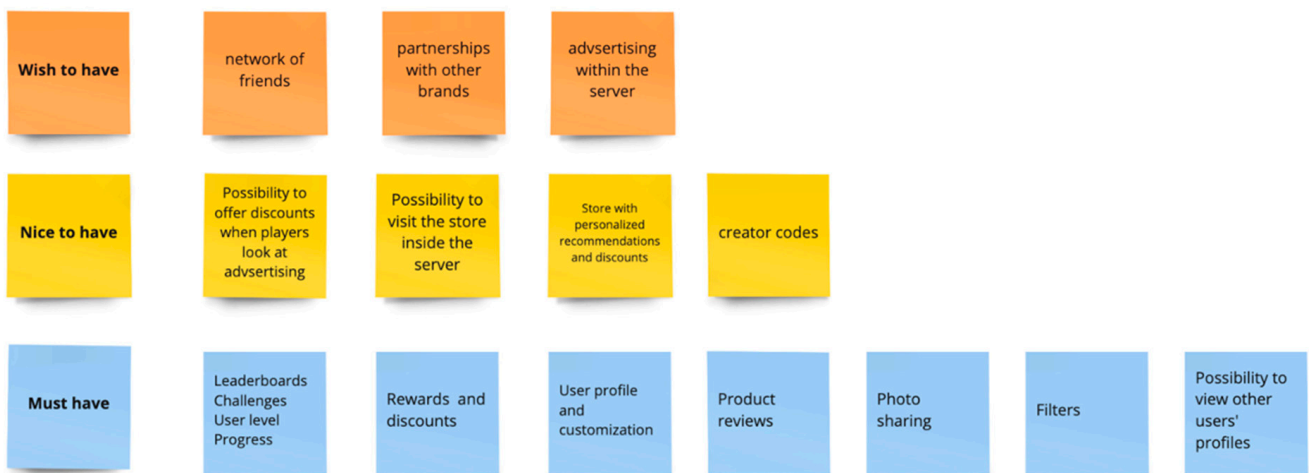 Wish to have
network of
friends
partnerships
with other
brands
advsertising
within the
server
Nice to have
Possibility to
offer discounts
when players
look at
advsertising
Possibility to
visit the store
inside the
server
Store with
personalized
recommendations
and discounts
creator codes
Must have
Leaderboards
Challenges
User level
Progress
Rewards and
discounts
User profile
and
customization
Product
reviews
Photo
sharing
Filters
Possibility to
view other
users'
profiles